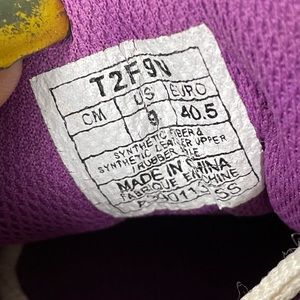 T2F9N
CM US EURO
9 40.5
SYNTHETIC FIBER &
SYNTHETIC LEATHER UPPER
RUBBER
MADE IN CHINA
FABRIQUE EN CHINE